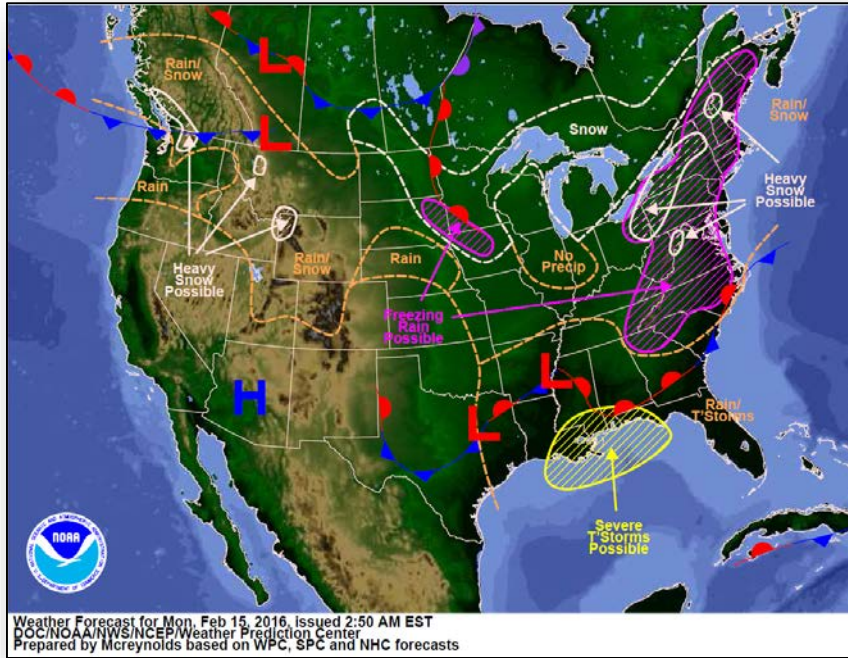 Rain/
Snow
L
L
Rain
Heavy
Snow
Possible
Rain/
Snow
Rain
H
Snow
No
Precip
Freezing
Rain
Possible
L
L
Rain/
Snow
Heavy
Snow
Possible
Rain/
T'Storms
Severe
T'Storms
Possible
NOAA
Weather Forecast for Mon, Feb 15, 2016, issued 2:50 AM EST
DOC/NOAA/NWS/NCEP/Weather Prediction Center
Prepared by Mcreynolds based on WPC, SPC and NHC forecasts